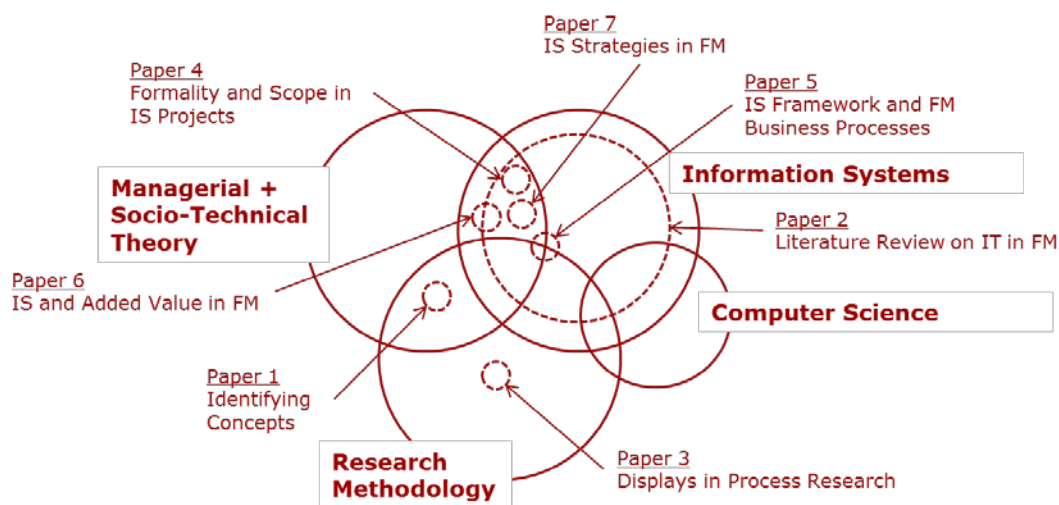 Paper 7
IS Strategies in FM
Paper 4
Formality and Scope in
IS Projects
Paper 5
IS Framework and FM
Business Processes
Managerial +
Socio-Technical
Theory
Information Systems
Paper 2
Literature Review on IT in FM
Paper 6
IS and Added Value in FM
Computer Science
Paper 1
Identifying
Concepts
Research
Methodology
Paper 3
Displays in Process Research